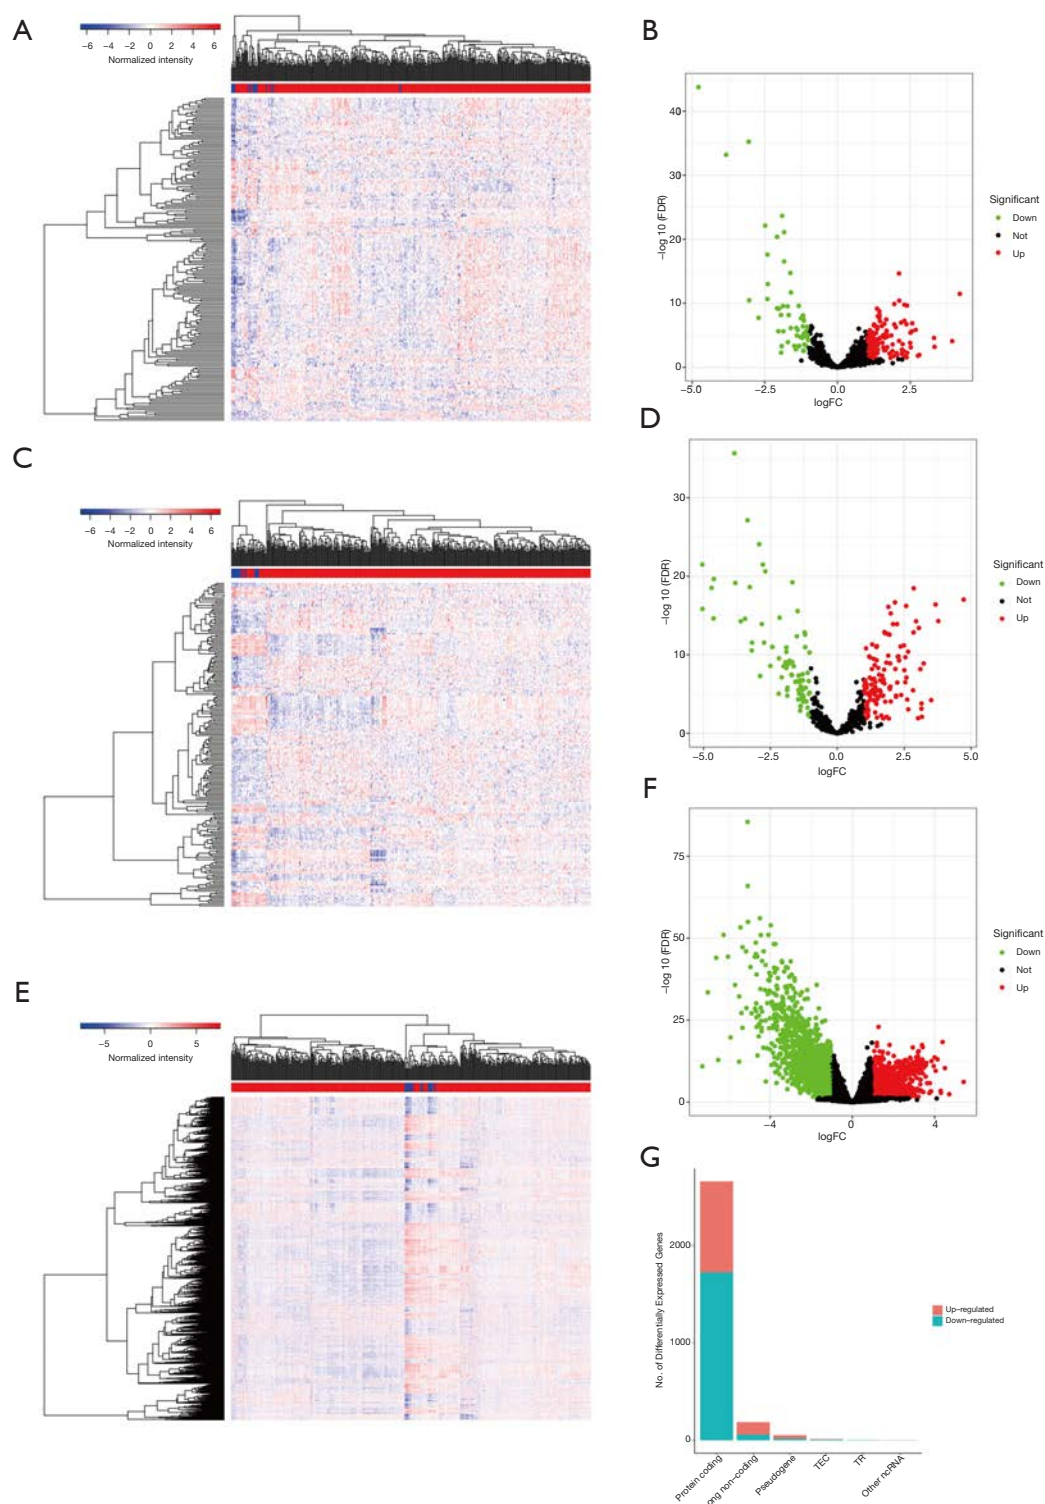 A
−6 −4 −2 0 2 4 6
Normalized intensity
B
40
30
20
10
0
−log 10 (FDR)
−5.0 −2.5 0.0 2.5
logFC
Significant
Down
Not
Up
C
−6 −4 −2 0 2 4 6
Normalized intensity
D
30
20
10
0
−log 10 (FDR)
−5.0 −2.5 0.0 2.5 5.0
logFC
Significant
Down
Not
Up
E
−5 0 5
Normalized intensity
F
75
50
25
0
−log 10 (FDR)
−4 0 4
logFC
Significant
Down
Not
Up
G
2000
1000
0
No. of Differentially Expressed Genes
Protein coding
ong non−coding
Pseudogene
TEC
TR
Other ncRNA
Up−regulated
Down−regulated